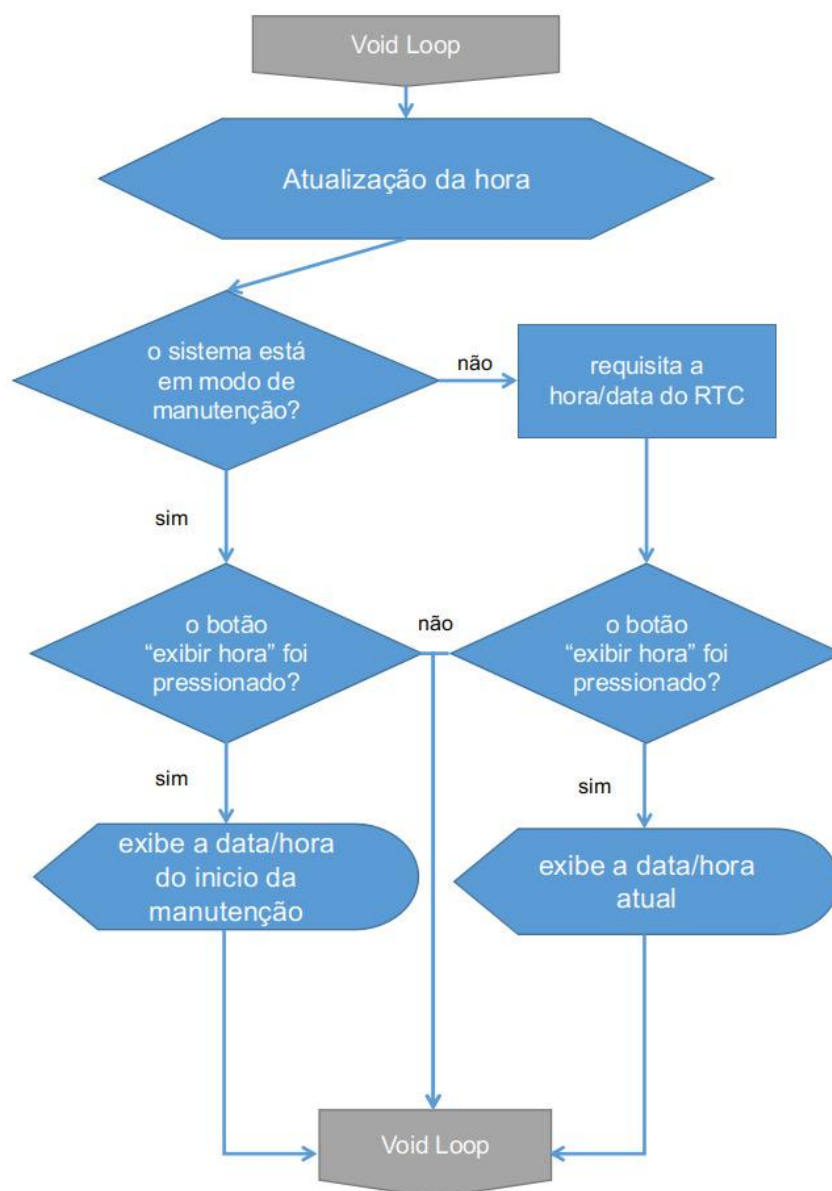 Void Loop
Atualização da hora
o sistema está
em modo de
manutenção?
não
requisita a
hora/data do RTC
sim
o botão
“exibir hora” foi
pressionado?
não
o botão
“exibir hora” foi
pressionado?
sim
sim
exibe a data/hora
do inicio da
manutenção
exibe a data/hora
atual
Void Loop